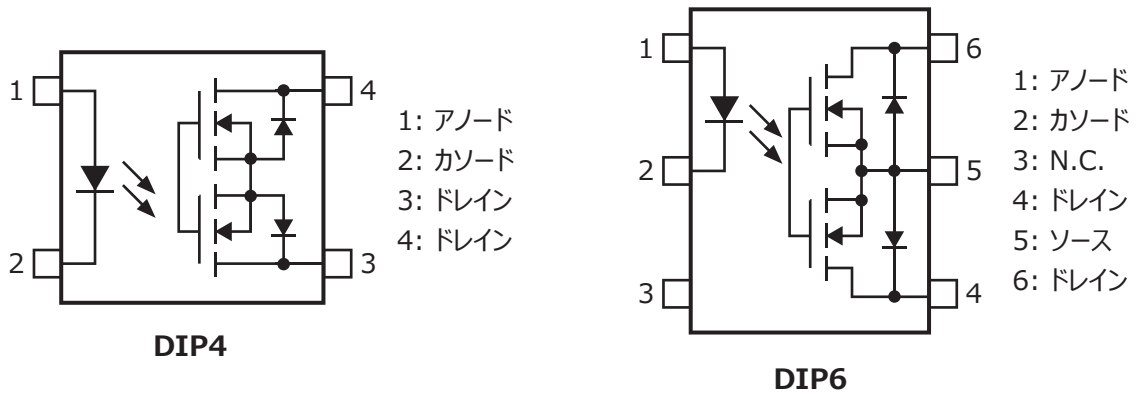 1
2
4
3
1: アノード
2: カソード
3: ドレイン
4: ドレイン
DIP4
1
2
3
6
5
4
1: アノード
2: カソード
3: N.C.
4: ドレイン
5: ソース
6: ドレイン
DIP6